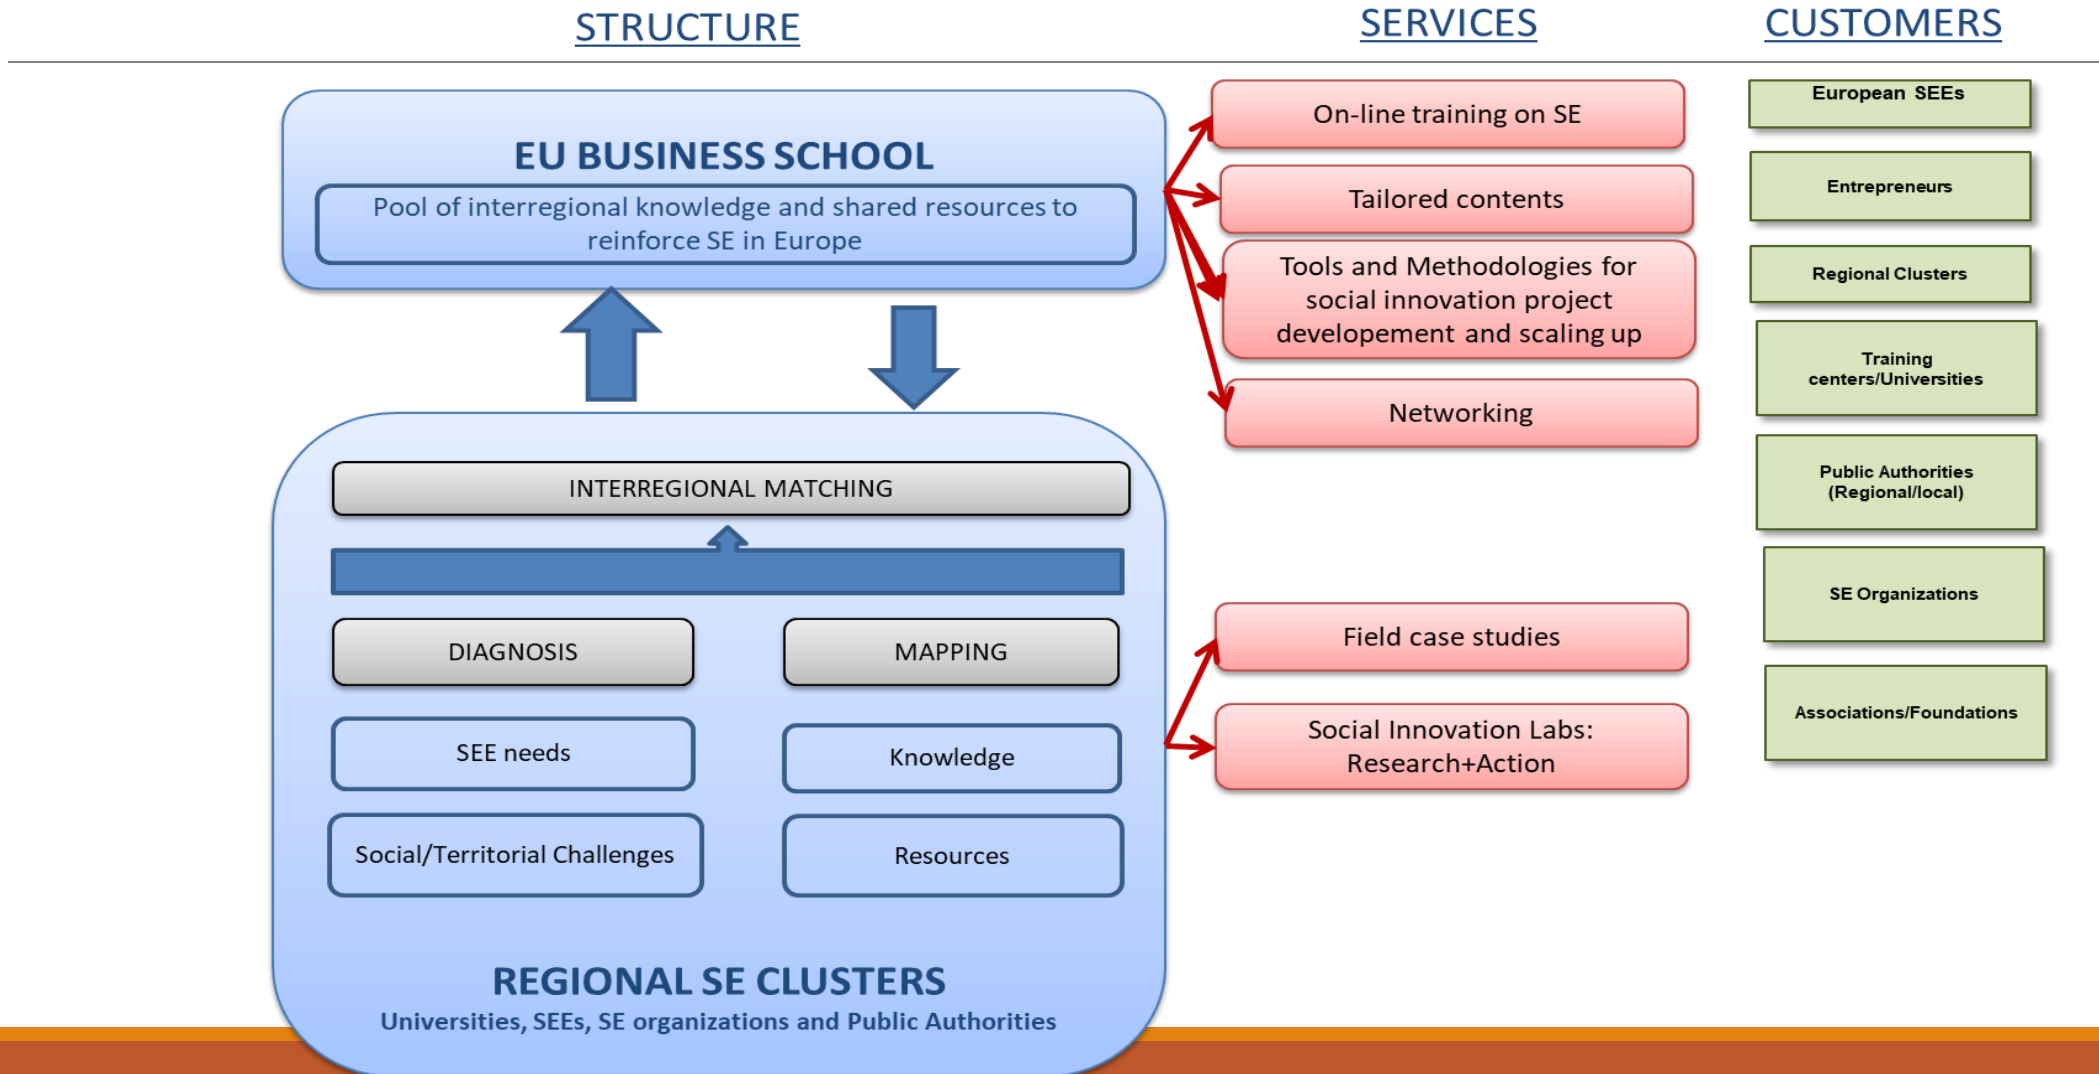 STRUCTURE
SERVICES
CUSTOMERS
EU BUSINESS SCHOOL
Pool of interregional knowledge and shared resources to
reinforce SE in Europe
INTERREGIONAL MATCHING
DIAGNOSIS
MAPPING
SEE needs
Knowledge
Social/Territorial Challenges
Resources
REGIONAL SE CLUSTERS
Universities, SEEs, SE organizations and Public Authorities
On-line training on SE
Tailored contents
Tools and Methodologies for
social innovation project
developement and scaling up
Networking
Field case studies
Social Innovation Labs:
Research+Action
European SEEs
Entrepreneurs
Regional Clusters
Training
centers/Universities
Public Authorities
(Regional/local)
SE Organizations
Associations/Foundations